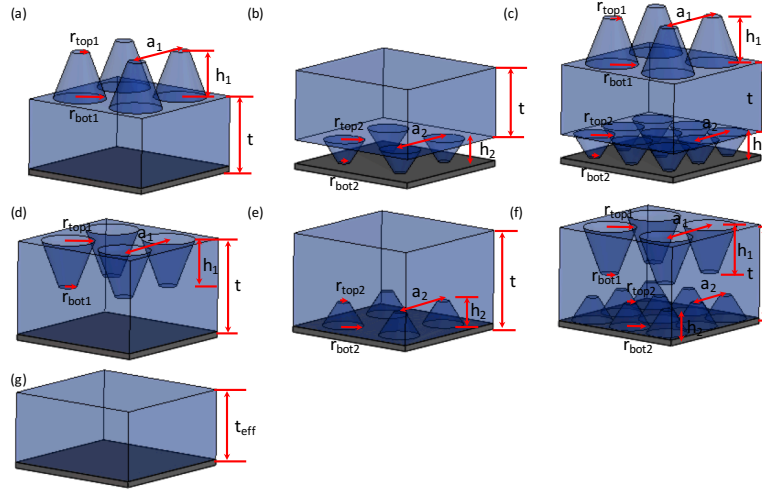 (a)
r_top1
a_1
h_1
r_bot1
t
(b)
t
r_top2
a_2
h_2
r_bot2
(c)
r_top1
a_1
h_1
r_bot1
t
r_top2
a_2
h
r_bot2
(d)
r_top1
a_1
h_1
r_bot1
t
(e)
t
r_top2
a_2
h_2
r_bot2
(f)
r_top1
a_1
h_1
r_bot1
t
r_top2
a_2
h_2
r_bot2
(g)
t_eff